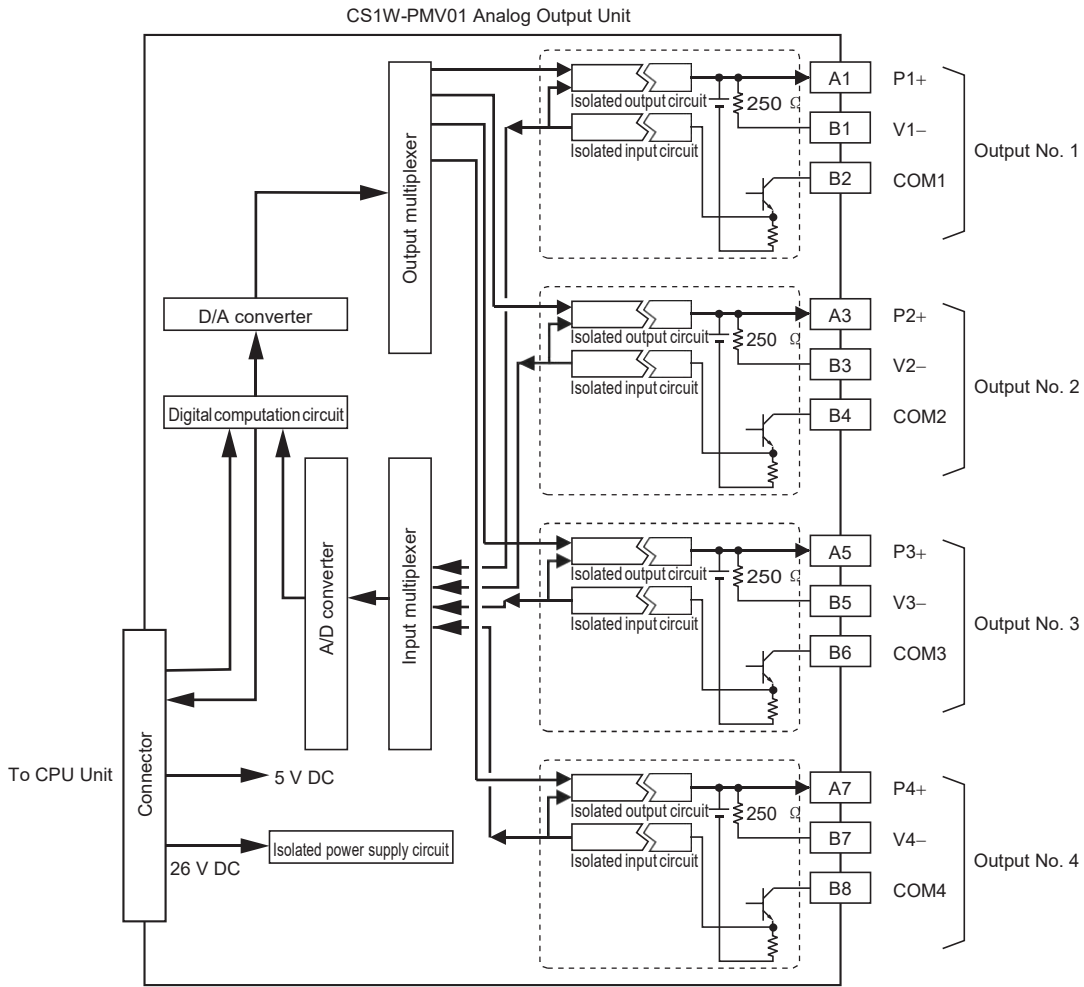 CS1W-PMV01 Analog Output Unit
Output multiplexer
D/A converter
Digital computation circuit
A/D converter
Input multiplexer
To CPU Unit
Connector
5 V DC
26 V DC
Isolated power supply circuit
Isolated output circuit
250 Ω
Isolated input circuit
A1
P1+
B1
V1−
B2
COM1
Output No. 1
Isolated output circuit
250 Ω
Isolated input circuit
A3
P2+
B3
V2−
B4
COM2
Output No. 2
Isolated output circuit
250 Ω
Isolated input circuit
A5
P3+
B5
V3−
B6
COM3
Output No. 3
Isolated output circuit
250 Ω
Isolated input circuit
A7
P4+
B7
V4−
B8
COM4
Output No. 4